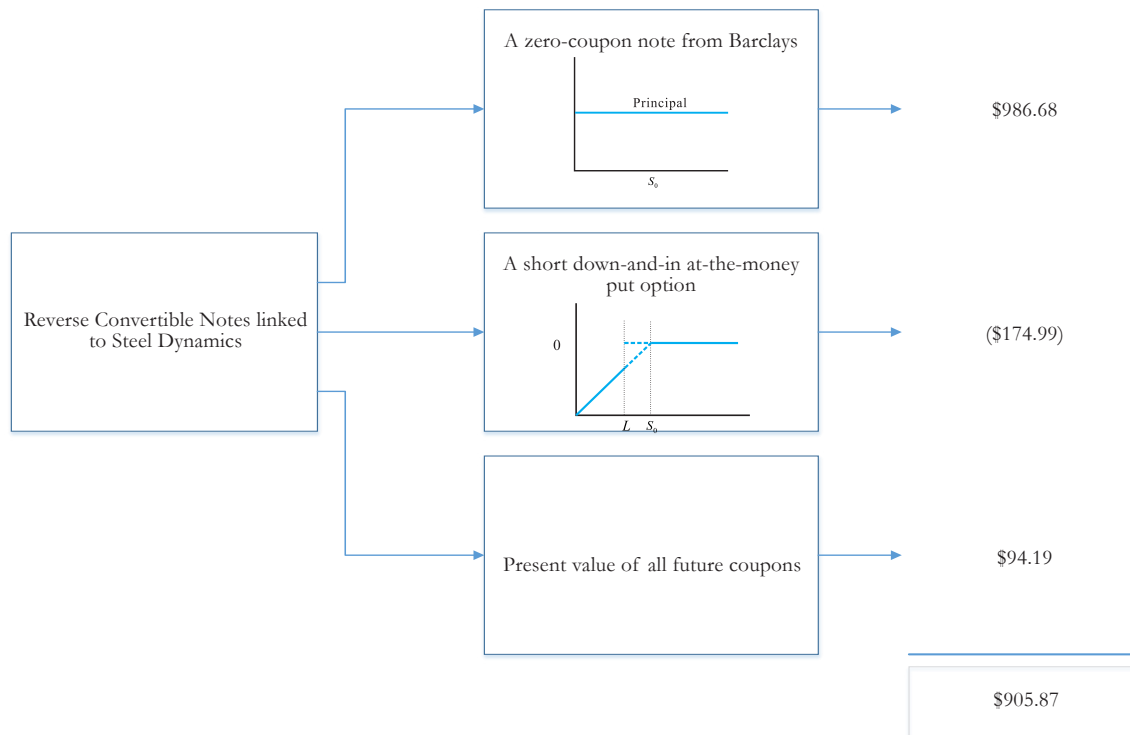 A zero-coupon note from Barclays
Principal
S₀
$986.68
Reverse Convertible Notes linked
to Steel Dynamics
A short down-and-in at-the-money
put option
0
L S₀
($174.99)
Present value of all future coupons
$94.19
$905.87